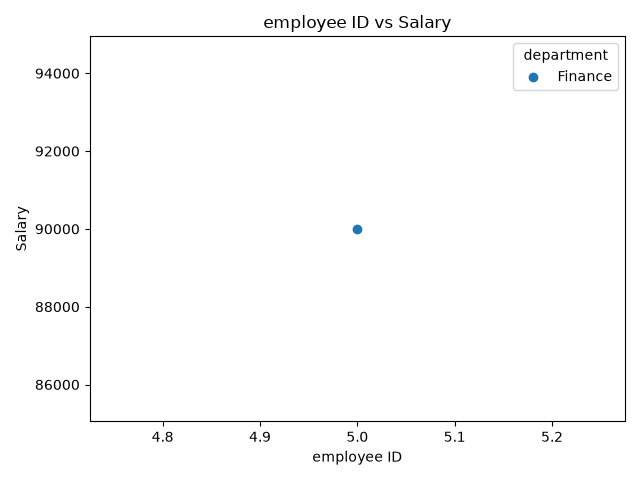 employee ID vs Salary
department
Finance
94000
92000
90000
88000
86000
Salary
4.8 4.9 5.0 5.1 5.2
employee ID